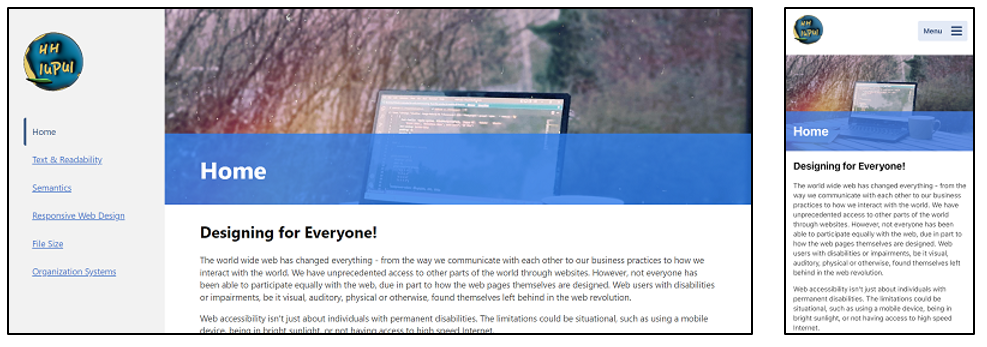 HH
IUPUI
Home
Text & Readability
Semantics
Responsive Web Design
File Size
Organization Systems
Home
Designing for Everyone!
The world wide web has changed everything - from the way we communicate with each other to our business practices to how we
interact with the world. We have unprecedented access to other parts of the world through websites. However, not everyone has
been able to participate equally with the web, due in part to how the web pages themselves are designed. Web users with disabilities
or impairments, be it visual, auditory, physical or otherwise, found themselves left behind in the web revolution.
Web accessibility isn't just about individuals with permanent disabilities. The limitations could be situational, such as using a mobile
device, being in bright sunlight, or not having access to high speed Internet.
HH
IUPUI
Menu
Home
Designing for Everyone!
The world wide web has changed everything - from the
way we communicate with each other to our business
practices to how we interact with the world. We have
unprecedented access to other parts of the world
through websites. However, not everyone has been
able to participate equally with the web, due in part to
how the web pages themselves are designed. Web
users with disabilities or impairments, be it visual,
auditory, physical or otherwise, found themselves left
behind in the web revolution.
Web accessibility isn't just about individuals with
permanent disabilities. The limitations could be
situational, such as using a mobile device, being in
bright sunlight, or not having access to high speed
Internet.